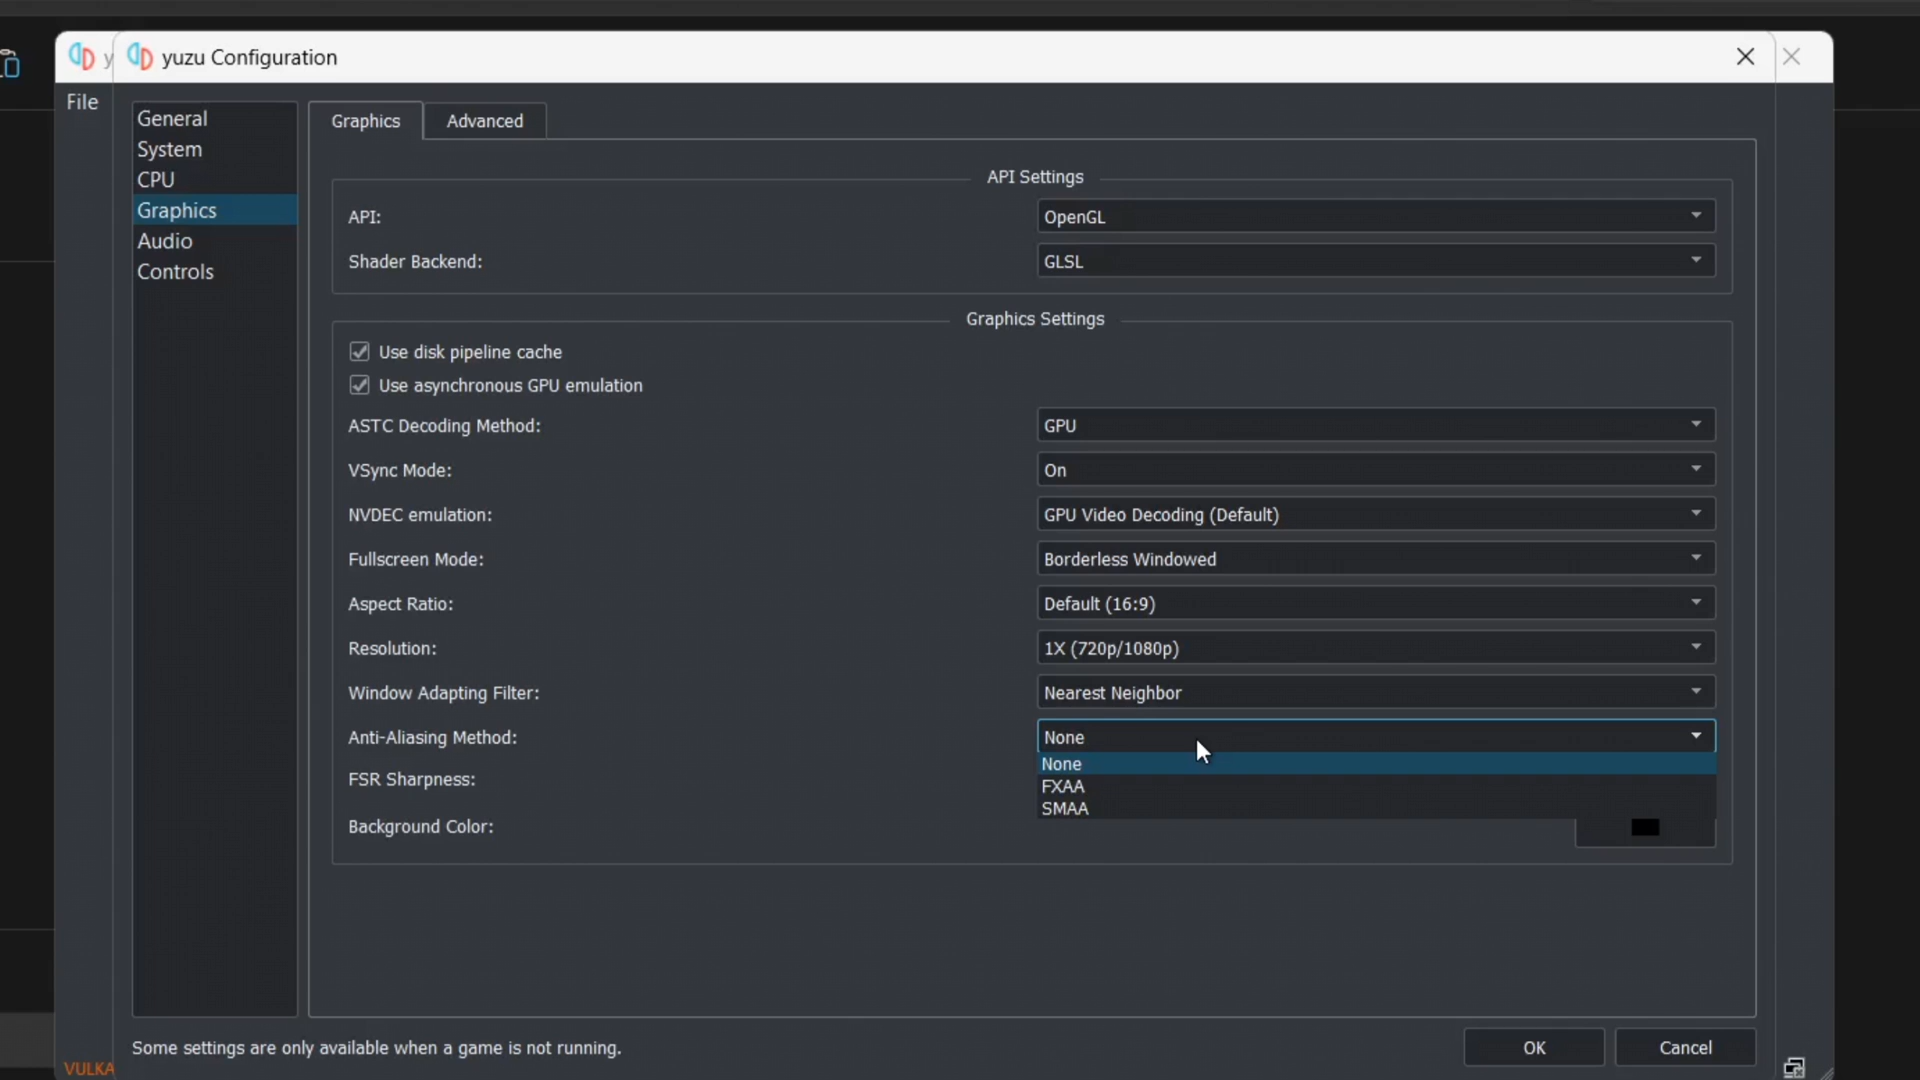 yuzu Configuration
File
General
System
CPU
Graphics
Audio
Controls
Graphics
Advanced
API Settings
API:
OpenGL
Shader Backend:
GLSL
Graphics Settings
Use disk pipeline cache
Use asynchronous GPU emulation
ASTC Decoding Method:
GPU
VSync Mode:
On
NVDEC emulation:
GPU Video Decoding (Default)
Fullscreen Mode:
Borderless Windowed
Aspect Ratio:
Default (16:9)
Resolution:
1X (720p/1080p)
Window Adapting Filter:
Nearest Neighbor
Anti-Aliasing Method:
None
None
FXAA
SMAA
FSR Sharpness:
Background Color:
Some settings are only available when a game is not running.
OK
Cancel
VULKA